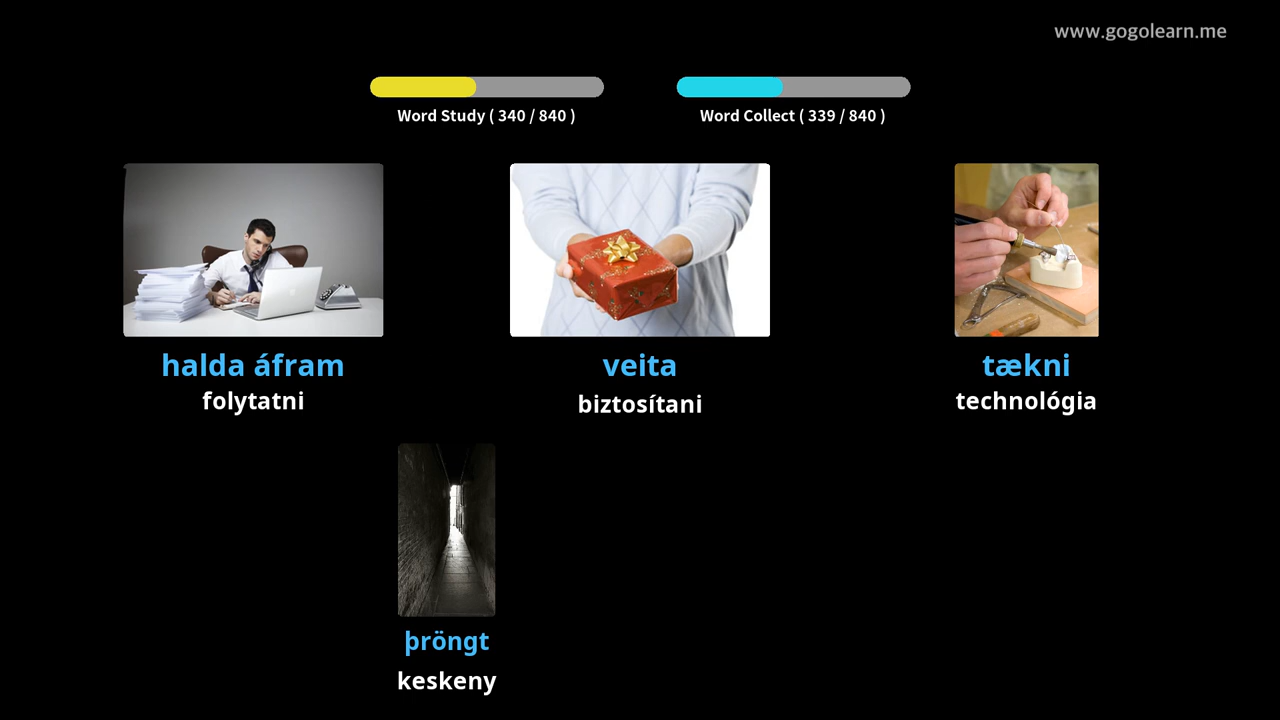 www.gogolearn.me
Word Study ( 340 / 840 )
Word Collect ( 339 / 840 )
halda áfram
folytatni
veita
biztosítani
tækni
technológia
þröngt
keskeny